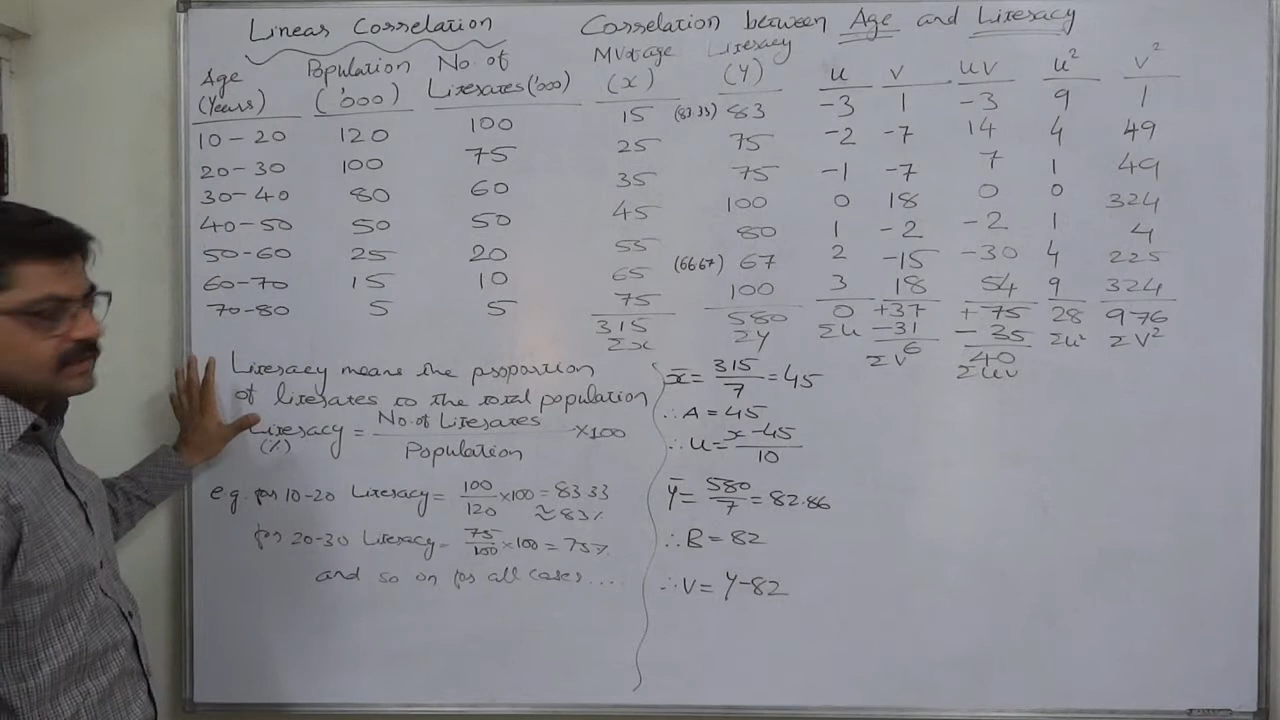 Linear Correlation Correlation between Age and Literacy
Age (Years) Population ('000) No. of Literates ('000) MV of age (x) Literacy (y) u v uv u² v²
10-20 120 100 15 (83.33) 83 -3 1 -3 9 1
20-30 100 75 25 75 -2 -7 14 4 49
30-40 80 60 35 75 -1 -7 7 1 49
40-50 50 50 45 100 0 18 0 0 324
50-60 25 20 55 80 1 -2 -2 1 4
60-70 15 10 65 (66.67) 67 2 -15 -30 4 225
70-80 5 5 75 100 3 18 54 9 324
315 580 0 +37 +75 28 976
Σx Σy Σu -31 -35 Σu² Σv²
6 40
Σv Σuv
Literacy means the proportion
of literates to the total population
Literacy (%) = No. of Literates / Population ×100
e.g. for 10-20 Literacy = 100/120 ×100 = 83.33
≈ 83%
for 20-30 Literacy = 75/100 ×100 = 75%
and so on for all cases....
x̄ = 315/7 = 45
∴ A = 45
∴ u = x-45/10
ȳ = 580/7 = 82.86
∴ B = 82
∴ v = y-82